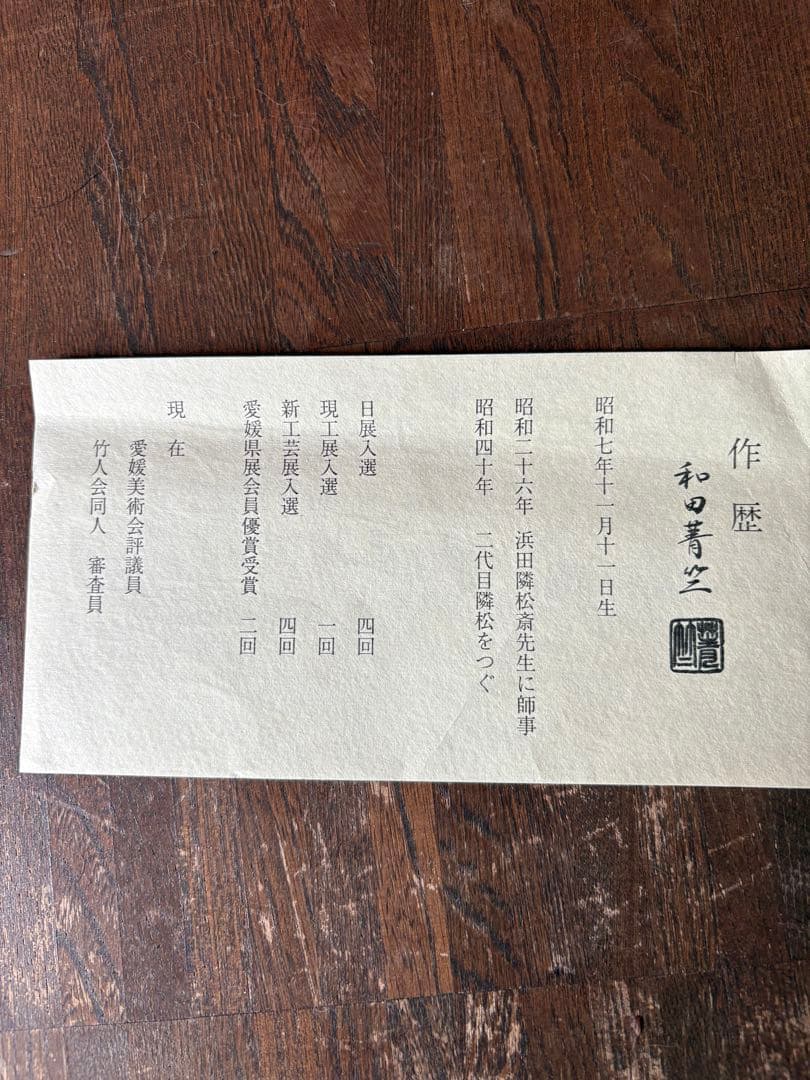 作歴
和田菁竺
昭和七年十一月十一日生
昭和二十六年 浜田隣松斎先生に師事
昭和四十年 二代目隣松をつぐ
日展入選 四回
現工展入選 一回
新工芸展入選 四回
愛媛県展会員優賞受賞 二回
現在
愛媛美術会評議員
竹人会同人 審査員